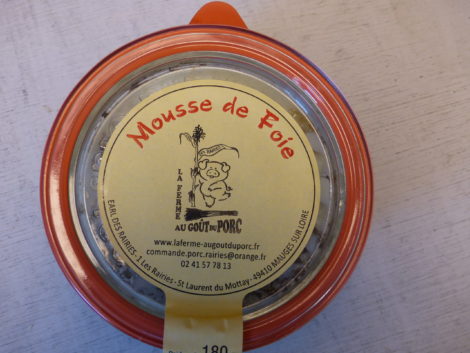 Mousse de Foie
LA FERME
AU GOÛT DU PORC
www.laferme-augoutduporc.fr
commande.porc.rairies@orange.fr
02 41 57 78 13
EARL DES RAIRIES - 1 Les Rairies - St Laurent du Mottay - 49410 MAUGES SUR LOIRE
180